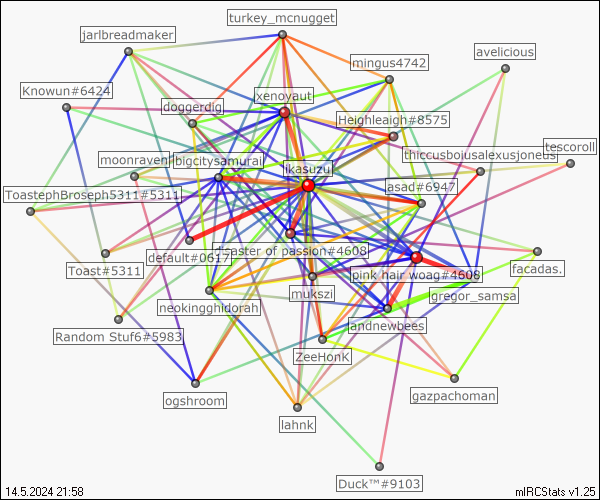 turkey_mcnugget
jarlbreadmaker
avelicious
mingus4742
Knowun#6424
xenoyaut
doggerdig
Heighleaigh#8575
tescoroll
thiccusboiusalexusjoneus
moonraven
bigcitysamurai
ikasuzu
asad#6947
ToastephBroseph5311#5311
default#0617
disaster of passion#4608
facadas.
Toast#5311
pink hair woag#4608
mukszi
gregor_samsa
neokingghidorah
landnewbees
Random Stuf6#5983
ZeeHonK
gazpachoman
ogshroom
lahnk
Duck™#9103
14.5.2024 21:58
mIRCStats v1.25